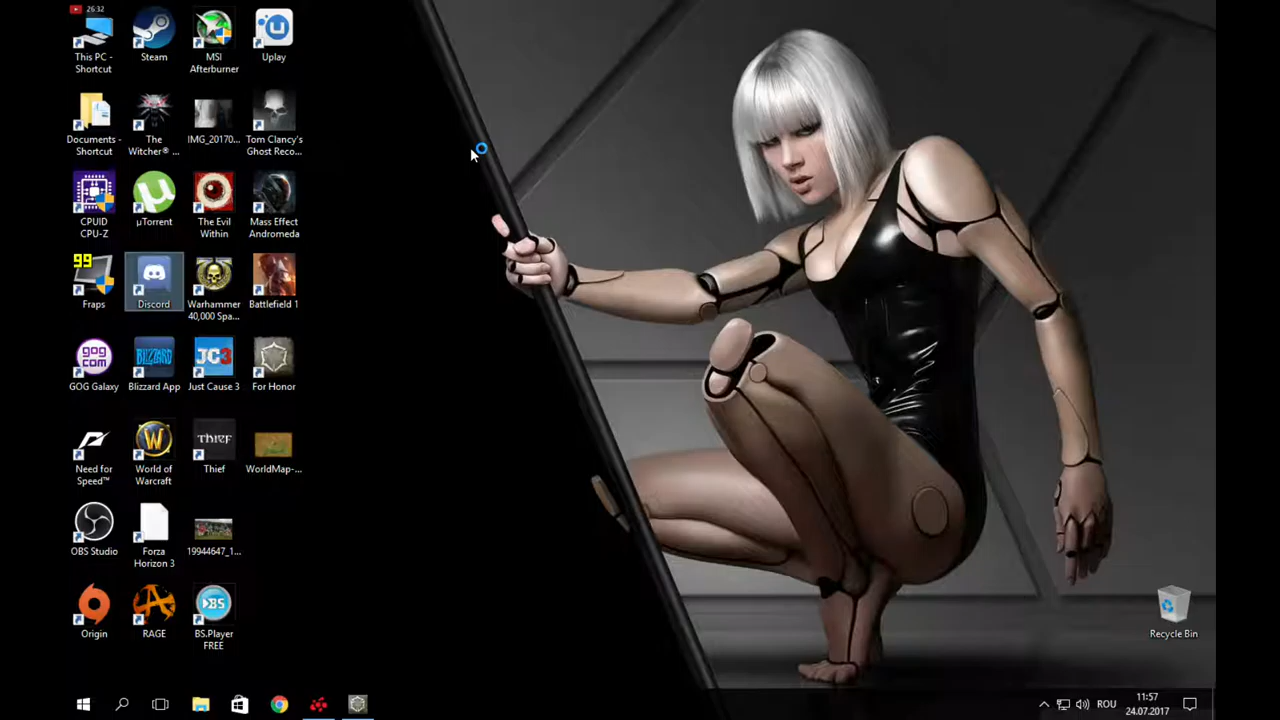 26:32
This PC -
Shortcut
Steam
MSI
Afterburner
Uplay
Documents -
Shortcut
The
Witcher® ...
IMG_20170...
Tom Clancy's
Ghost Reco...
CPUID
CPU-Z
µTorrent
The Evil
Within
Mass Effect
Andromeda
99
Fraps
Discord
Warhammer
40,000 Spa...
Battlefield 1
GOG
COM
GOG Galaxy
BLIZZARD
Blizzard App
JC3
Just Cause 3
For Honor
Need for
Speed™
W
World of
Warcraft
THIEF
Thief
WorldMap-...
OBS Studio
Forza
Horizon 3
19944647_1...
Origin
RAGE
BS
BS.Player
FREE
Recycle Bin
ROU
11:57
24.07.2017